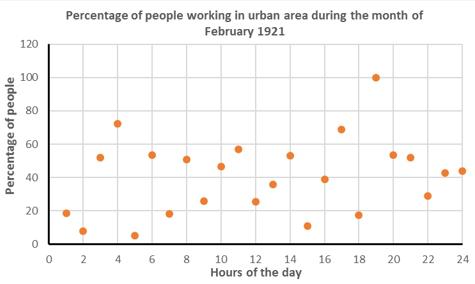 Percentage of people working in urban area during the month of
February 1921
Percentage of people
120
100
80
60
40
20
0
0 2 4 6 8 10 12 14 16 18 20 22 24
Hours of the day